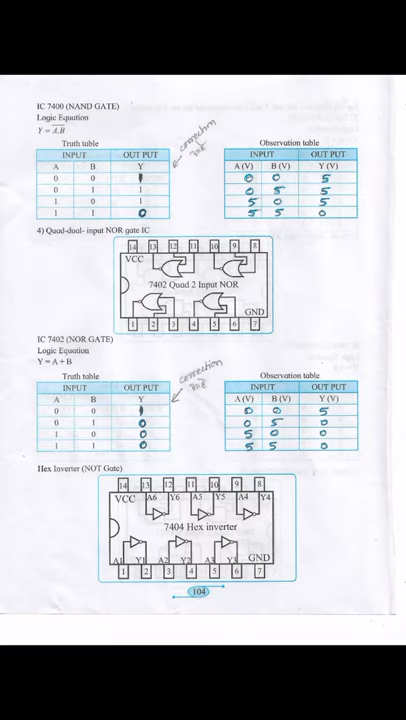 IC 7400 (NAND GATE)
Logic Equation
Y = A.B
Truth table
INPUT OUT PUT
A B Y
0 0 1
0 1 1
1 0 1
1 1 0
correction
Observation table
INPUT OUT PUT
A (V) B (V) Y (V)
0 0 5
0 5 5
5 0 5
5 5 0
4) Quad-dual- input NOR gate IC
14 13 12 11 10 9 8
VCC
7402 Quad 2 Input NOR
GND
1 2 3 4 5 6 7
IC 7402 (NOR GATE)
Logic Equation
Y = A + B
Truth table
INPUT OUT PUT
A B Y
0 0 1
0 1 0
1 0 0
1 1 0
correction
Observation table
INPUT OUT PUT
A (V) B (V) Y (V)
0 0 5
0 5 0
5 0 0
5 5 0
Hex Inverter (NOT Gate)
14 13 12 11 10 9 8
VCC A6 Y6 A5 Y5 A4 Y4
7404 Hex inverter
A1 Y1 A2 Y2 A3 Y3 GND
1 2 3 4 5 6 7
104